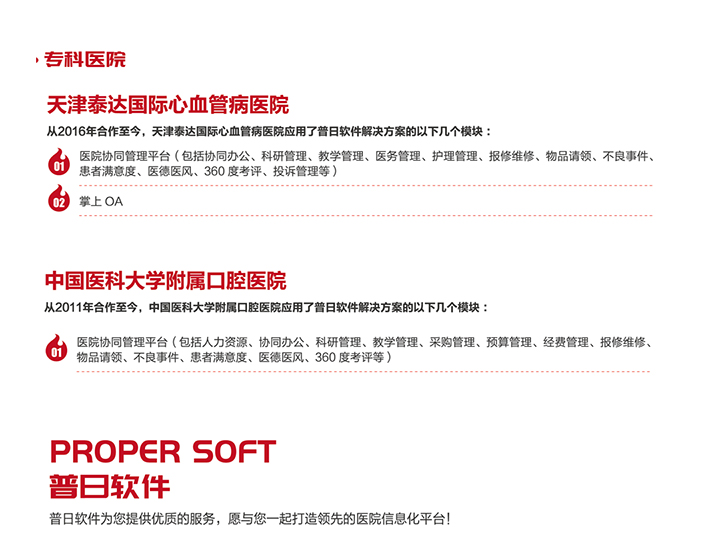 专科医院
天津泰达国际心血管病医院
从2016年合作至今，天津泰达国际心血管病医院应用了普日软件解决方案的以下几个模块：
01 医院协同管理平台（包括协同办公、科研管理、教学管理、医务管理、护理管理、报修维修、物品请领、不良事件、
患者满意度、医德医风、360 度考评、投诉管理等）
02 掌上 OA
中国医科大学附属口腔医院
从2011年合作至今，中国医科大学附属口腔医院应用了普日软件解决方案的以下几个模块：
01 医院协同管理平台（包括人力资源、协同办公、科研管理、教学管理、采购管理、预算管理、经费管理、报修维修、
物品请领、不良事件、患者满意度、医德医风、360 度考评等）
PROPER SOFT
普日软件
普日软件为您提供优质的服务，愿与您一起打造领先的医院信息化平台！